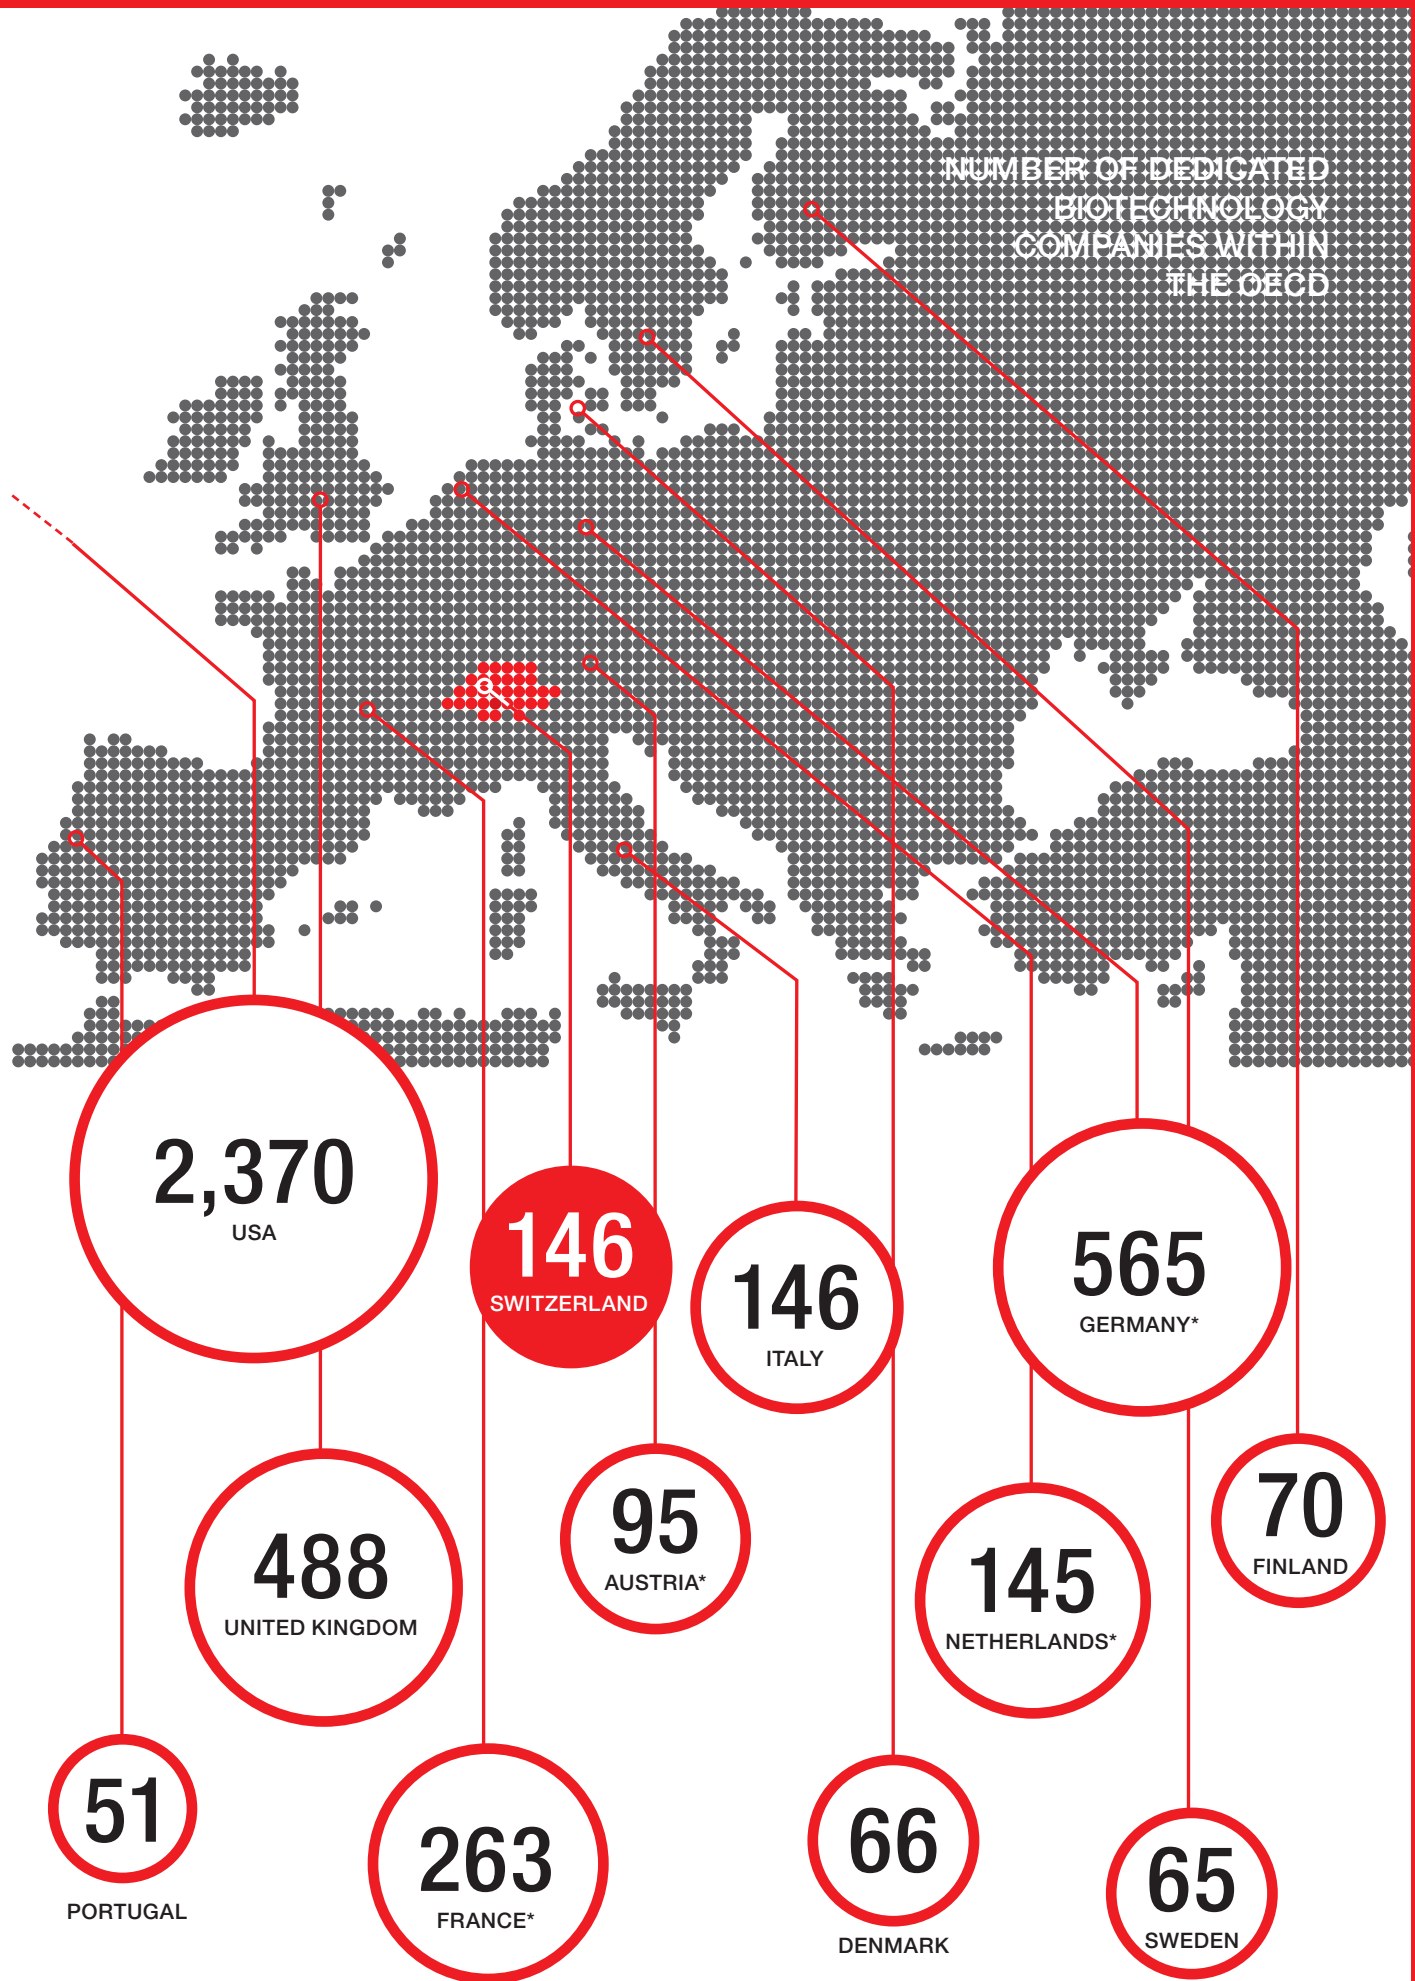 NUMBER OF DEDICATED
BIOTECHNOLOGY
COMPANIES WITHIN
THE OECD
2,370
USA
146
SWITZERLAND
146
ITALY
565
GERMANY*
488
UNITED KINGDOM
95
AUSTRIA*
145
NETHERLANDS*
70
FINLAND
51
PORTUGAL
263
FRANCE*
66
DENMARK
65
SWEDEN